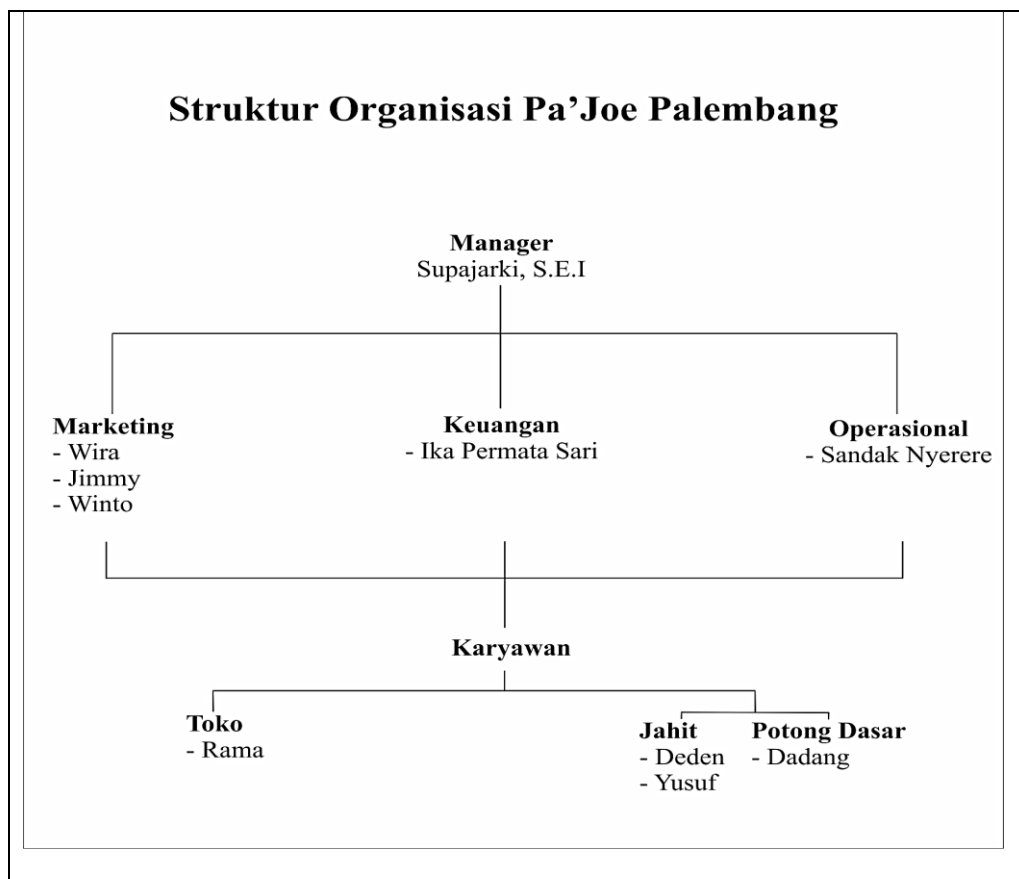 Struktur Organisasi Pa’Joe Palembang
Manager
Supajarki, S.E.I
Marketing
- Wira
- Jimmy
- Winto
Keuangan
- Ika Permata Sari
Operasional
- Sandak Nyerere
Karyawan
Toko
- Rama
Jahit
- Deden
- Yusuf
Potong Dasar
- Dadang